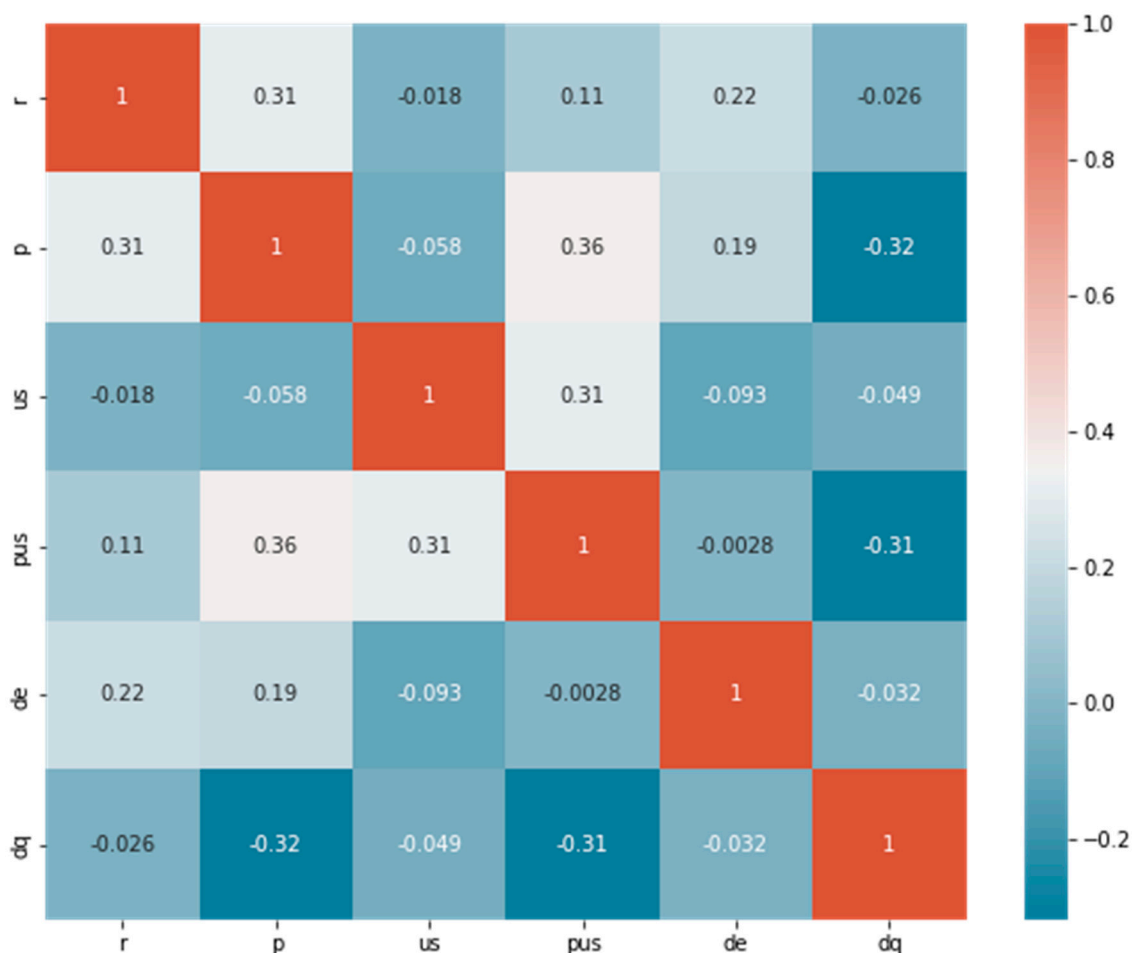 1.0
r 1 0.31 -0.018 0.11 0.22 -0.026
0.8
p 0.31 1 -0.058 0.36 0.19 -0.32
0.6
us -0.018 -0.058 1 0.31 -0.093 -0.049
0.4
pus 0.11 0.36 0.31 1 -0.0028 -0.31
0.2
de 0.22 0.19 -0.093 -0.0028 1 -0.032
0.0
dq -0.026 -0.32 -0.049 -0.31 -0.032 1
−0.2
r p us pus de dq